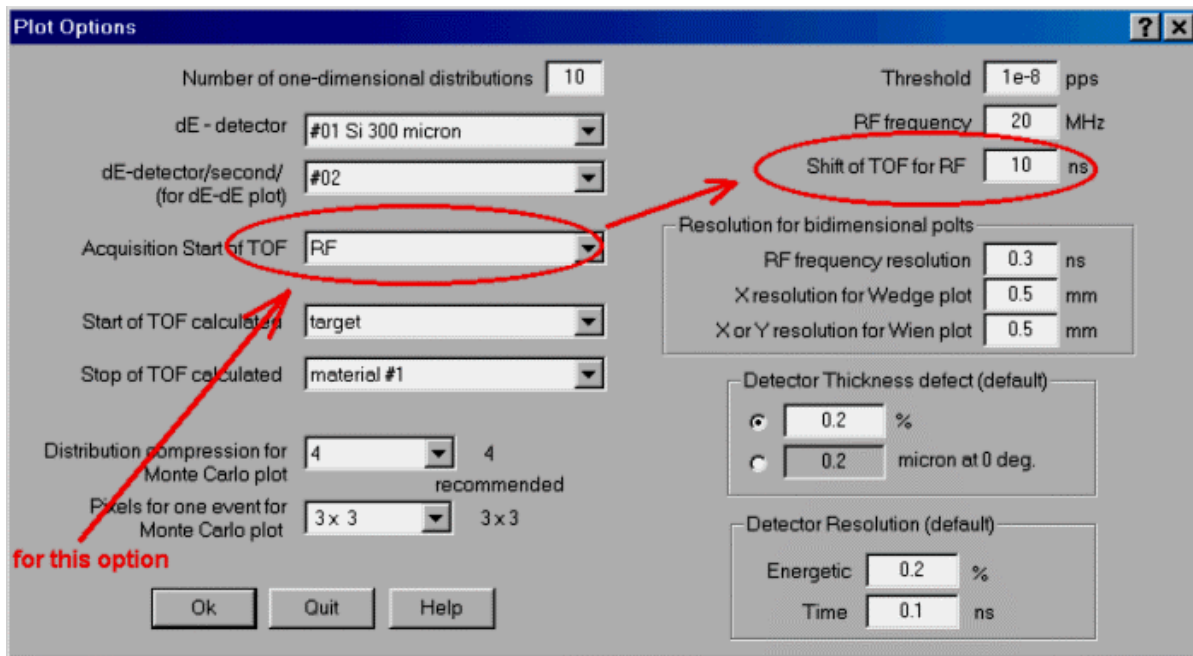 Plot Options
Number of one-dimensional distributions 10
dE - detector #01 Si 300 micron
dE-detector/second/
(for dE-dE plot) #02
Acquisition Start of TOF RF
Start of TOF calculated target
Stop of TOF calculated material #1
Distribution compression for
Monte Carlo plot 4 4
recommended
Pixels for one event for
Monte Carlo plot 3 x 3 3 x 3
for this option
Ok Quit Help
Threshold 1e-8 pps
RF frequency 20 MHz
Shift of TOF for RF 10 ns
Resolution for bidimensional polts
RF frequency resolution 0.3 ns
X resolution for Wedge plot 0.5 mm
X or Y resolution for Wien plot 0.5 mm
Detector Thickness defect (default)
0.2 %
0.2 micron at 0 deg.
Detector Resolution (default)
Energetic 0.2 %
Time 0.1 ns